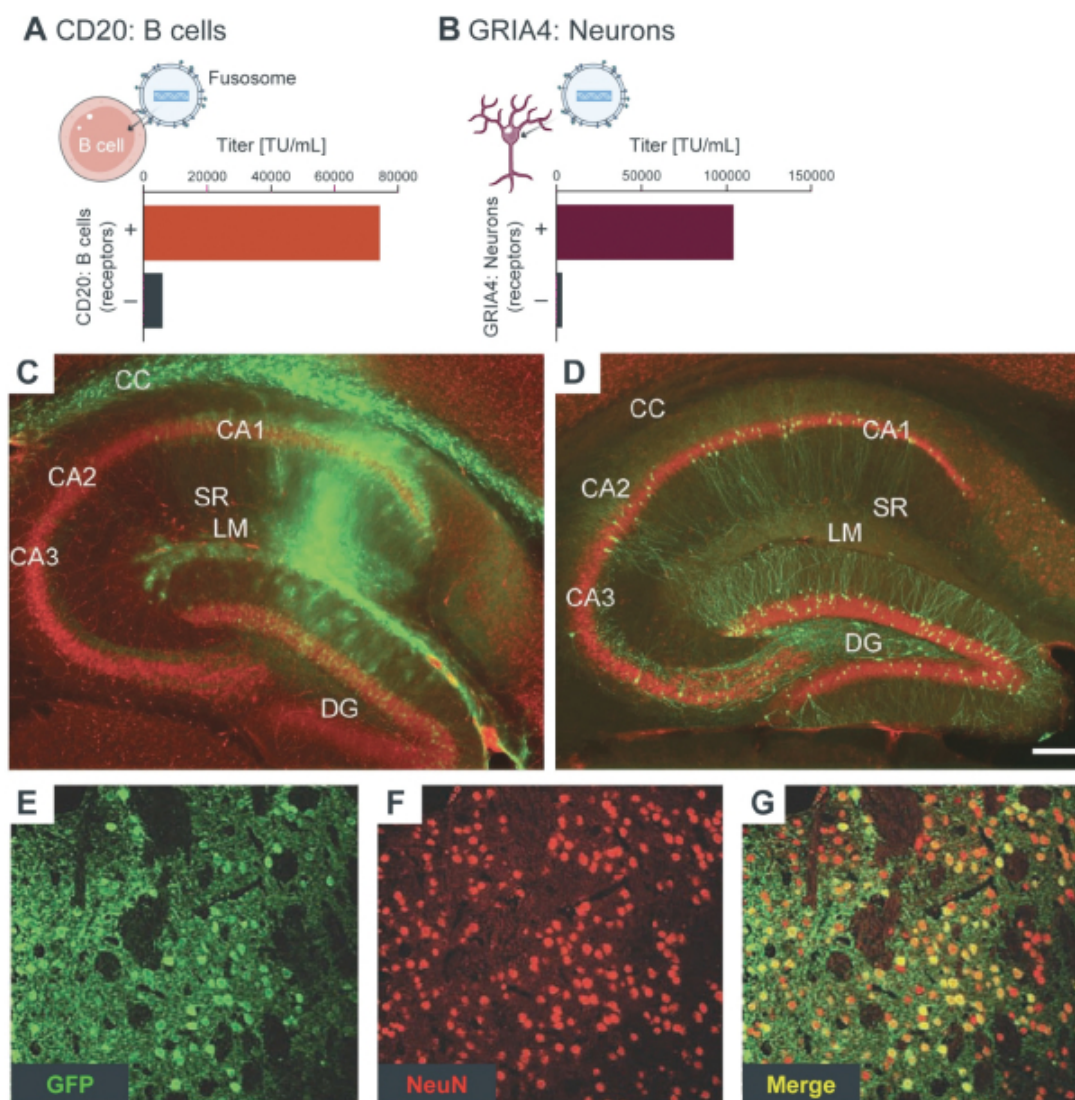 A CD20: B cells
Fusosome
B cell
Titer [TU/mL]
0 20000 40000 60000 80000
CD20: B cells
(receptors)
+
–
B GRIA4: Neurons
Titer [TU/mL]
0 50000 100000 150000
GRIA4: Neurons
(receptors)
+
–
C
CC
CA1
CA2
SR
LM
CA3
DG
D
CC
CA1
CA2
SR
LM
CA3
DG
E
GFP
F
NeuN
G
Merge